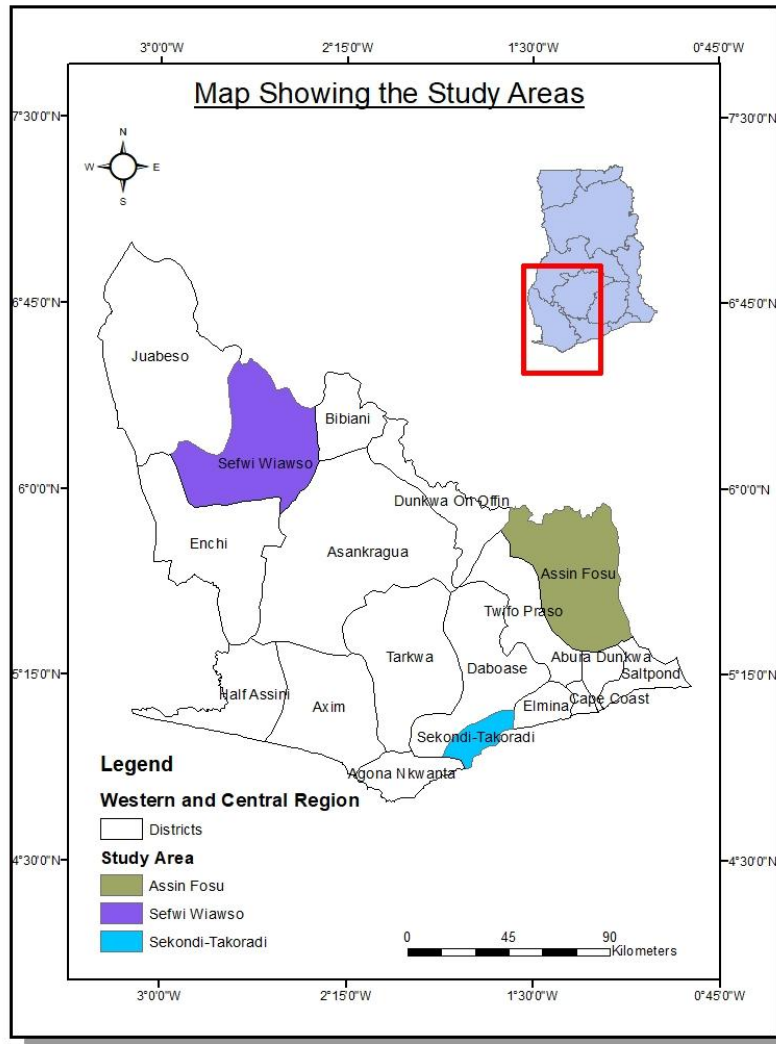 3°0'0"W 2°15'0"W 1°30'0"W 0°45'0"W
Map Showing the Study Areas
7°30'0"N 7°30'0"N
N
W E
S
6°45'0"N 6°45'0"N
Juabeso
Bibiani
Sefwi Wiawso
6°0'0"N 6°0'0"N
Dunkwa On Offin
Enchi
Asankragua
Assin Fosu
Twifo Praso
Tarkwa
Abura Dunkwa
Daboase
5°15'0"N 5°15'0"N
Saltpond
Half Assini
Axim
Elmina
Cape Coast
Sekondi-Takoradi
Agona Nkwanta
Legend
Western and Central Region
Districts
4°30'0"N 4°30'0"N
Study Area
Assin Fosu
Sefwi Wiawso
Sekondi-Takoradi
0 45 90
Kilometers
3°0'0"W 2°15'0"W 1°30'0"W 0°45'0"W